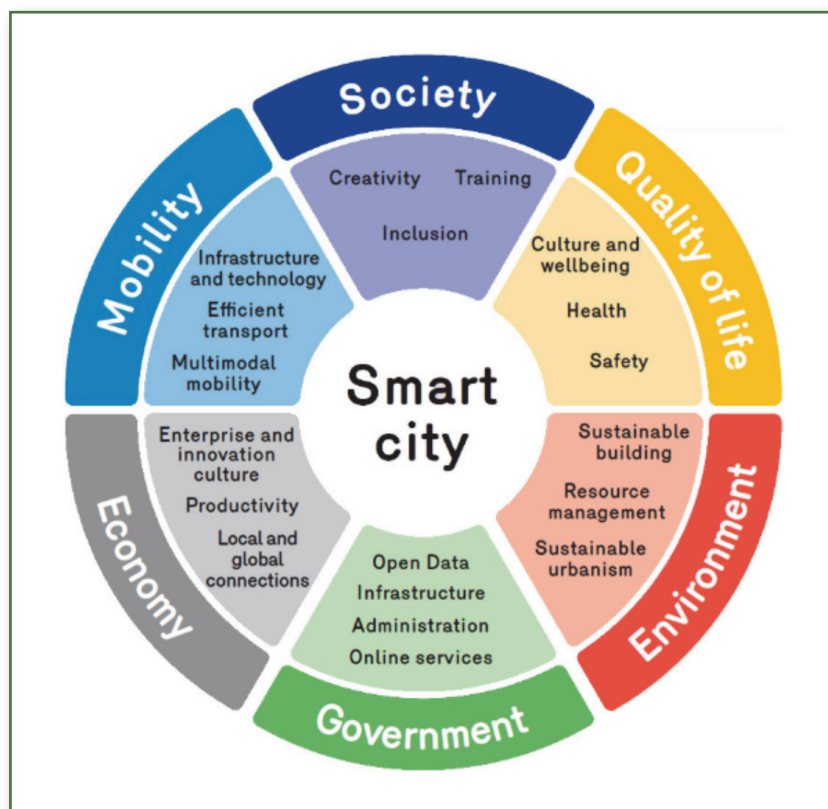 Society
Creativity Training
Inclusion
Quality of life
Culture and
wellbeing
Health
Safety
Environment
Sustainable
building
Resource
management
Sustainable
urbanism
Government
Open Data
Infrastructure
Administration
Online services
Economy
Enterprise and
innovation
culture
Productivity
Local and
global
connections
Mobility
Infrastructure
and technology
Efficient
transport
Multimodal
mobility
Smart
city